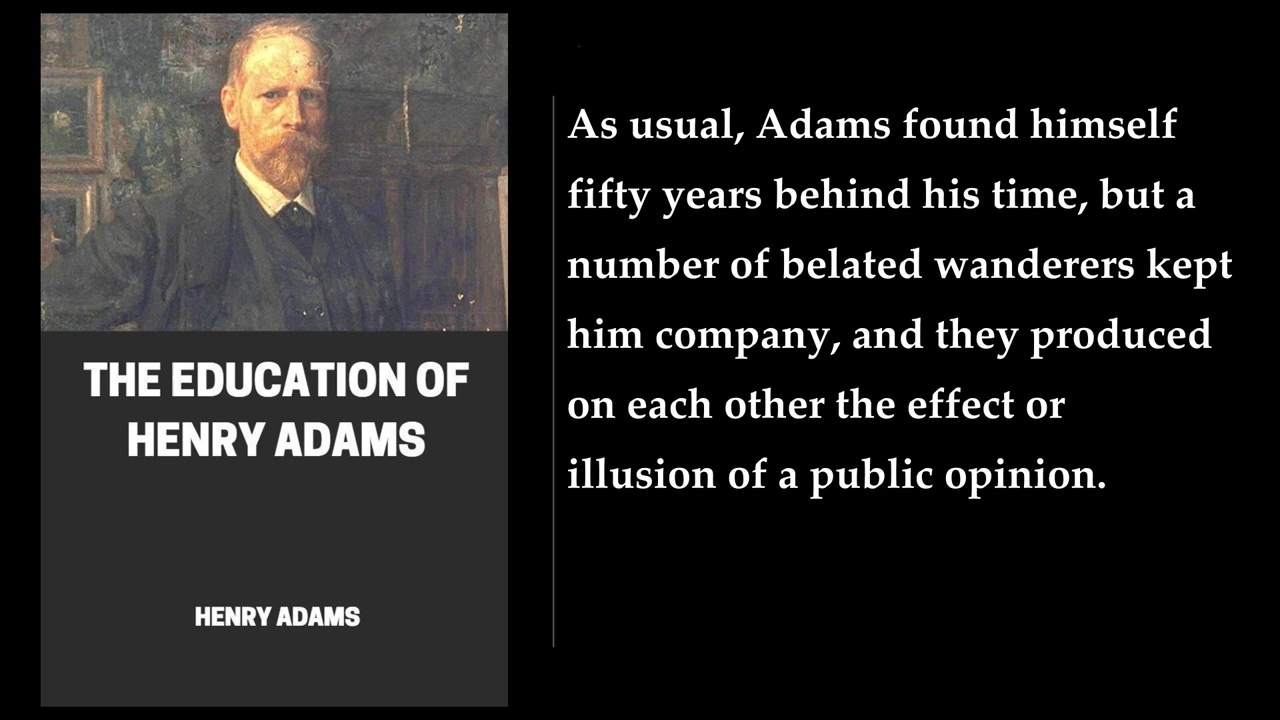 THE EDUCATION OF
HENRY ADAMS
HENRY ADAMS
As usual, Adams found himself
fifty years behind his time, but a
number of belated wanderers kept
him company, and they produced
on each other the effect or
illusion of a public opinion.